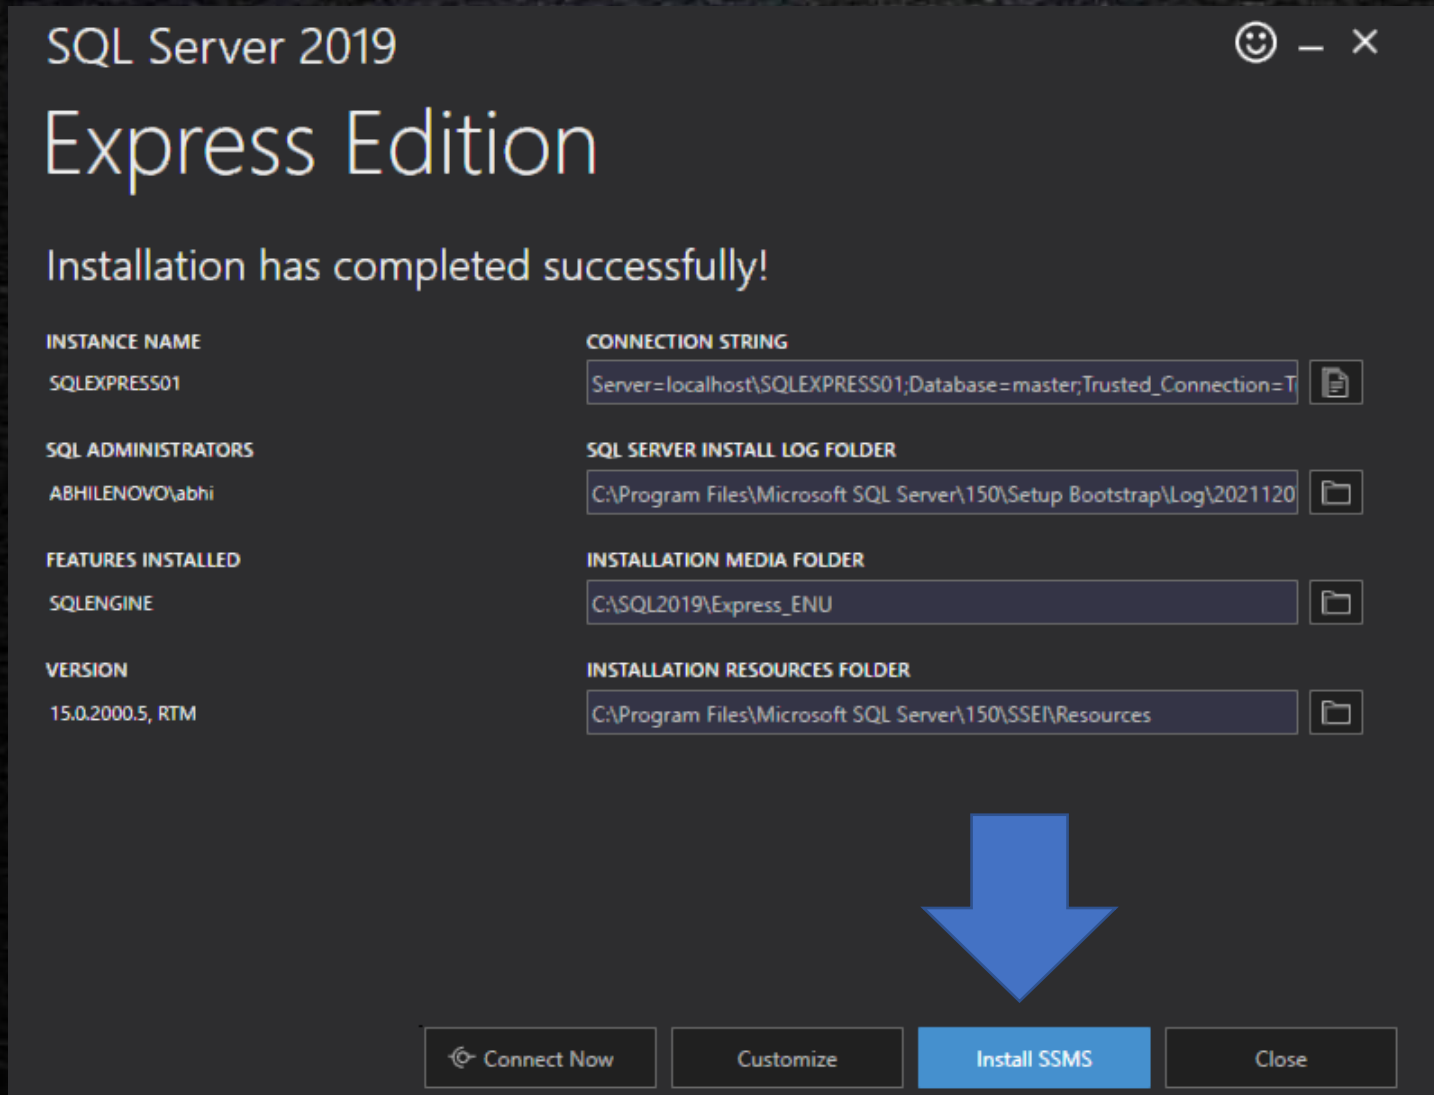 SQL Server 2019
Express Edition
Installation has completed successfully!
INSTANCE NAME
SQLEXPRESS01
CONNECTION STRING
Server=localhost\SQLEXPRESS01;Database=master;Trusted_Connection=T
SQL ADMINISTRATORS
ABHILENOVO\abhi
SQL SERVER INSTALL LOG FOLDER
C:\Program Files\Microsoft SQL Server\150\Setup Bootstrap\Log\20211120
FEATURES INSTALLED
SQLENGINE
INSTALLATION MEDIA FOLDER
C:\SQL2019\Express_ENU
VERSION
15.0.2000.5, RTM
INSTALLATION RESOURCES FOLDER
C:\Program Files\Microsoft SQL Server\150\SSEI\Resources
Connect Now
Customize
Install SSMS
Close